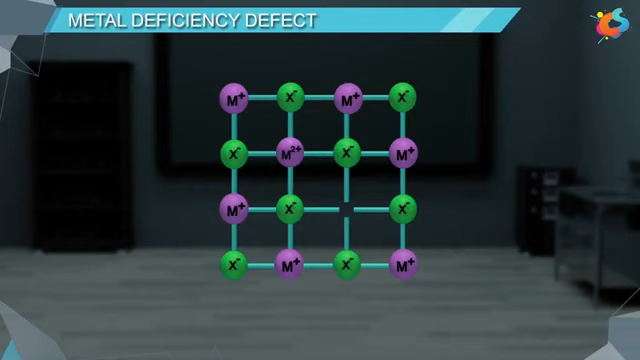 METAL DEFICIENCY DEFECT
M⁺ X⁻ M⁺ X⁻
X⁻ M²⁺ X⁻ M⁺
M⁺ X⁻ X⁻
X⁻ M⁺ X⁻ M⁺